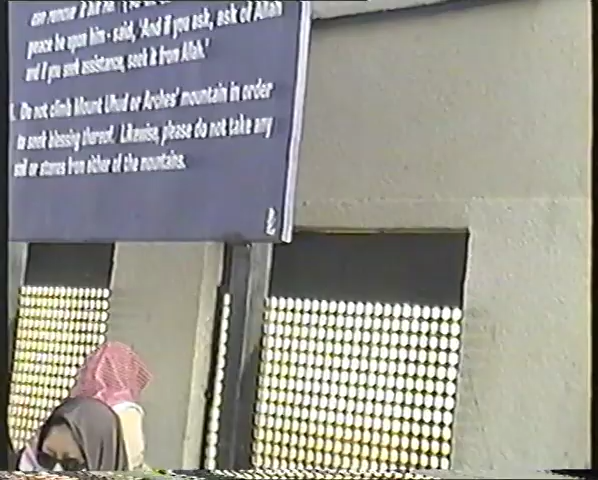 peace be upon him - said, 'And if you ask, ask of Allah
and if you seek assistance, seek it from Allah.'
Do not climb Mount Uhud or Arches' mountain in order
to seek blessing thereof. Likewise, please do not take any
soil or stones from either of the mountains.